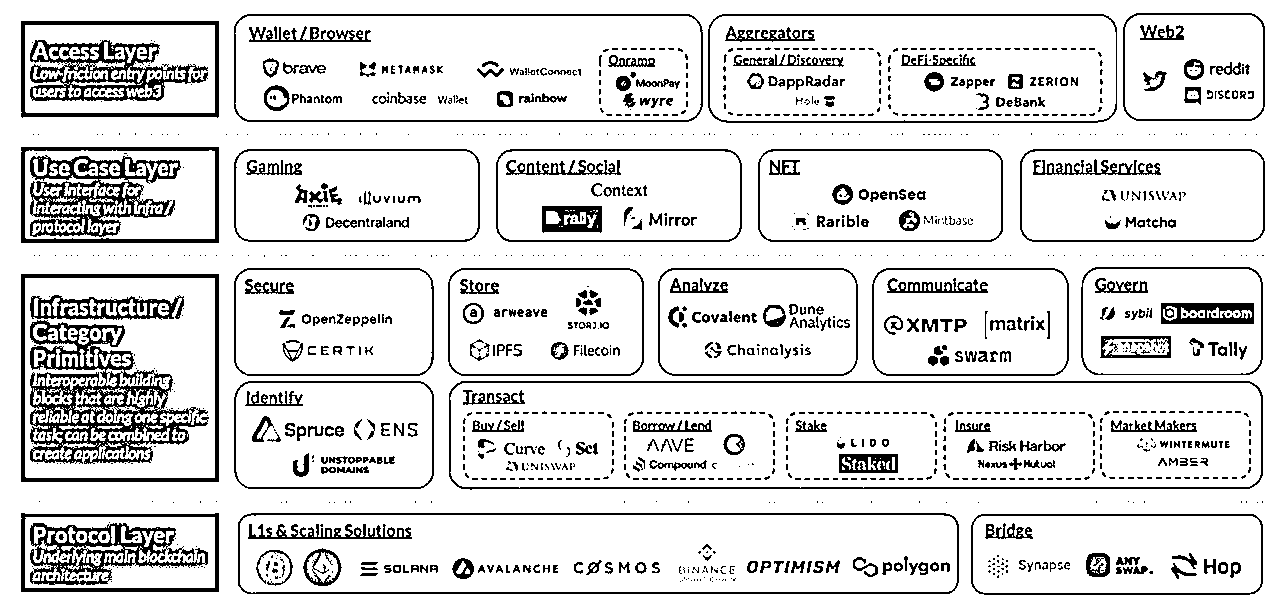 Access Layer
Low-friction entry points for
users to access web3
Wallet / Browser
brave
METAMASK
WalletConnect
Phantom
coinbase Wallet
rainbow
Onramp
MoonPay
wyre
Aggregators
General / Discovery
DappRadar
Hole
DeFi-Specific
Zapper
ZERION
DeBank
Web2
reddit
DISCORD
Use Case Layer
User interface for
interacting with infra /
protocol layer
Gaming
AXIE
illuvium
Decentraland
Content / Social
Context
rally
Mirror
NFT
OpenSea
Rarible
Mintbase
Financial Services
UNISWAP
Matcha
Infrastructure /
Category
Primitives
Interoperable building
blocks that are highly
reliable at doing one specific
task; can be combined to
create applications
Secure
OpenZeppelin
CERTIK
Store
arweave
STORJ.IO
IPFS
Filecoin
Analyze
Covalent
Dune
Analytics
Chainalysis
Communicate
XMTP
[matrix]
swarm
Govern
sybil
boardroom
Tally
Identify
Spruce
ENS
UNSTOPPABLE
DOMAINS
Transact
Buy / Sell
Curve
Set
UNISWAP
Borrow / Lend
AAVE
Compound
Stake
LIDO
Staked
Insure
Risk Harbor
Nexus Mutual
Market Makers
WINTERMUTE
AMBER
Protocol Layer
Underlying main blockchain
architecture
L1s & Scaling Solutions
SOLANA
AVALANCHE
COSMOS
BINANCE
OPTIMISM
polygon
Bridge
Synapse
ANY
SWAP.
Hop